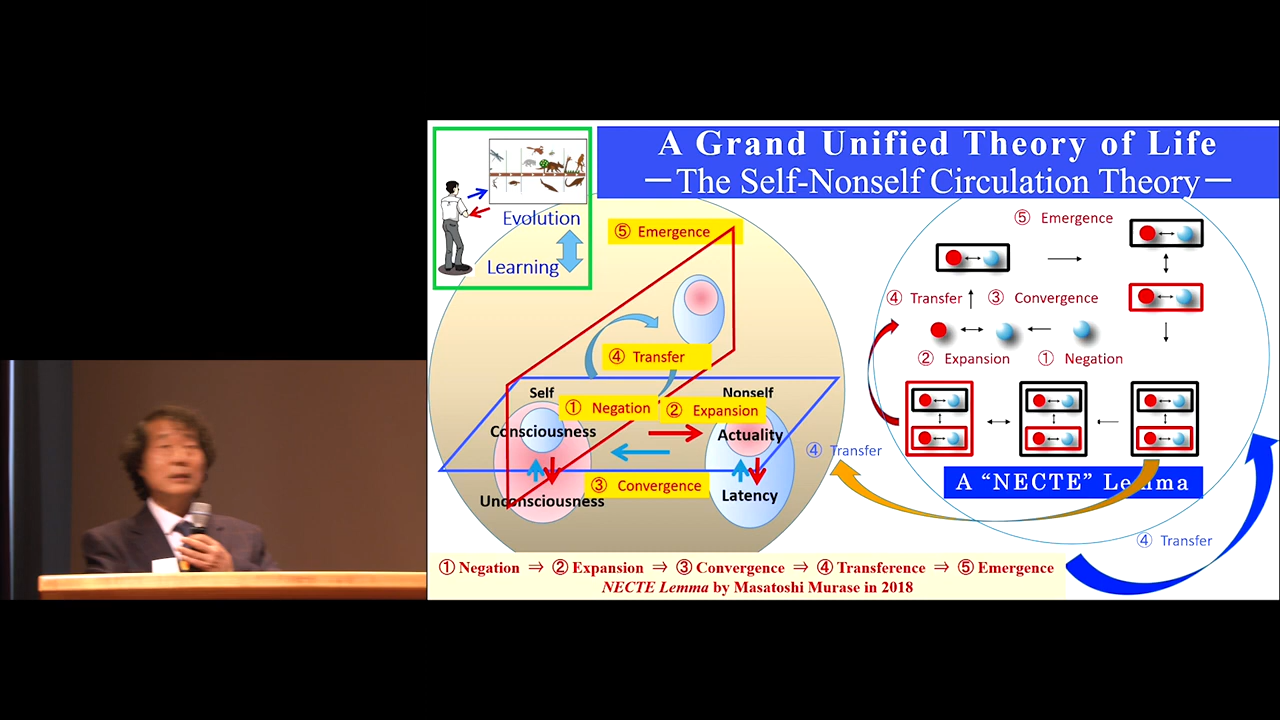 A Grand Unified Theory of Life
—The Self-Nonself Circulation Theory—
Evolution
Learning
⑤ Emergence
④ Transfer
Self
Nonself
① Negation
② Expansion
Consciousness
Actuality
③ Convergence
Unconsciousness
Latency
⑤ Emergence
④ Transfer
③ Convergence
② Expansion
① Negation
④ Transfer
A “NECTE” Lemma
④ Transfer
① Negation ⇒ ② Expansion ⇒ ③ Convergence ⇒ ④ Transference ⇒ ⑤ Emergence
NECTE Lemma by Masatoshi Murase in 2018